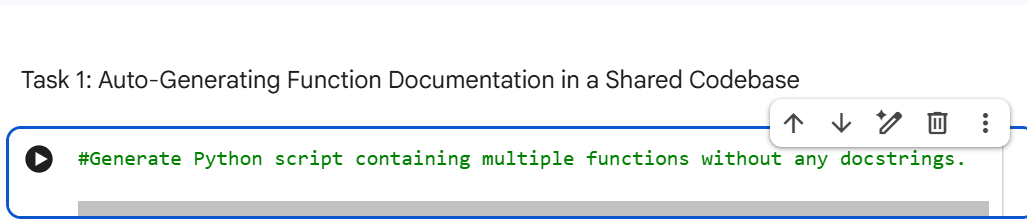 Task 1: Auto-Generating Function Documentation in a Shared Codebase
#Generate Python script containing multiple functions without any docstrings.